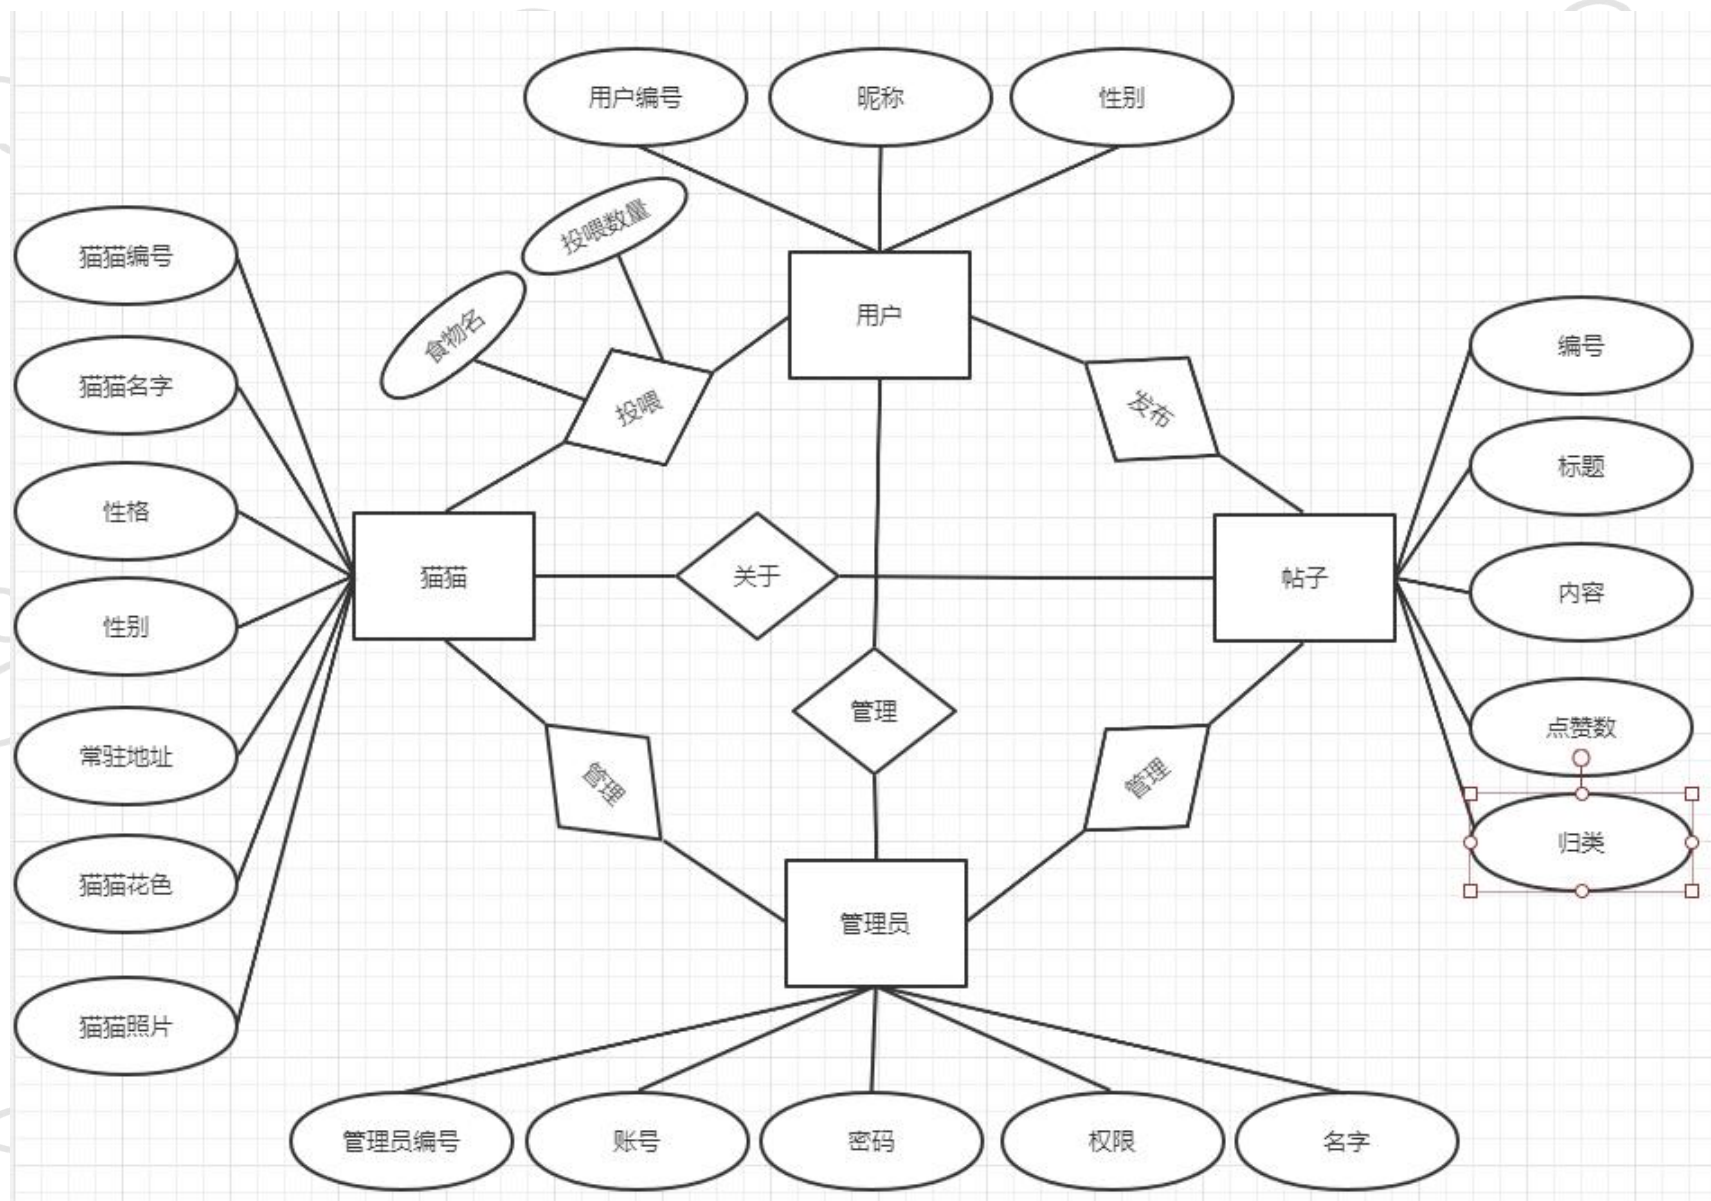 用户编号
昵称
性别
投喂数量
猫猫编号
食物名
用户
编号
猫猫名字
投喂
发布
标题
性格
关于
猫猫
帖子
内容
性别
管理
点赞数
常驻地址
管理
管理
归类
猫猫花色
管理员
猫猫照片
管理员编号
账号
密码
权限
名字